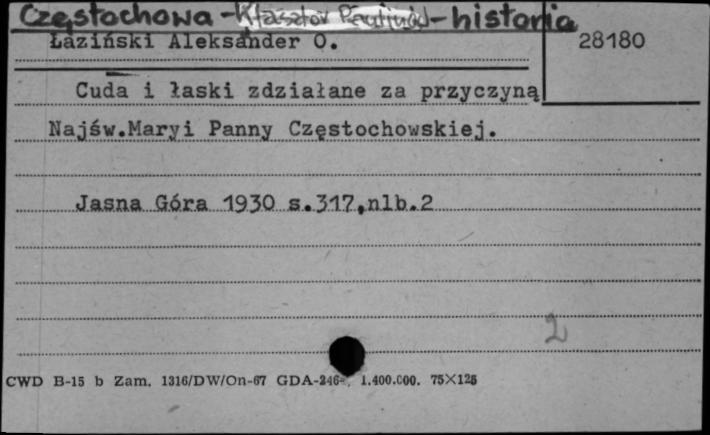 Częstochowa - Klasztor Paulinów - historia
Łaziński Aleksander O.
28180
Cuda i łaski zdziałane za przyczyną
Najśw.Maryi Panny Częstochowskiej.
Jasna Góra 1930 s.317,nlb.2
2
CWD B-15 b Zam. 1316/DW/On-67 GDA-246 1.400.000. 75X125